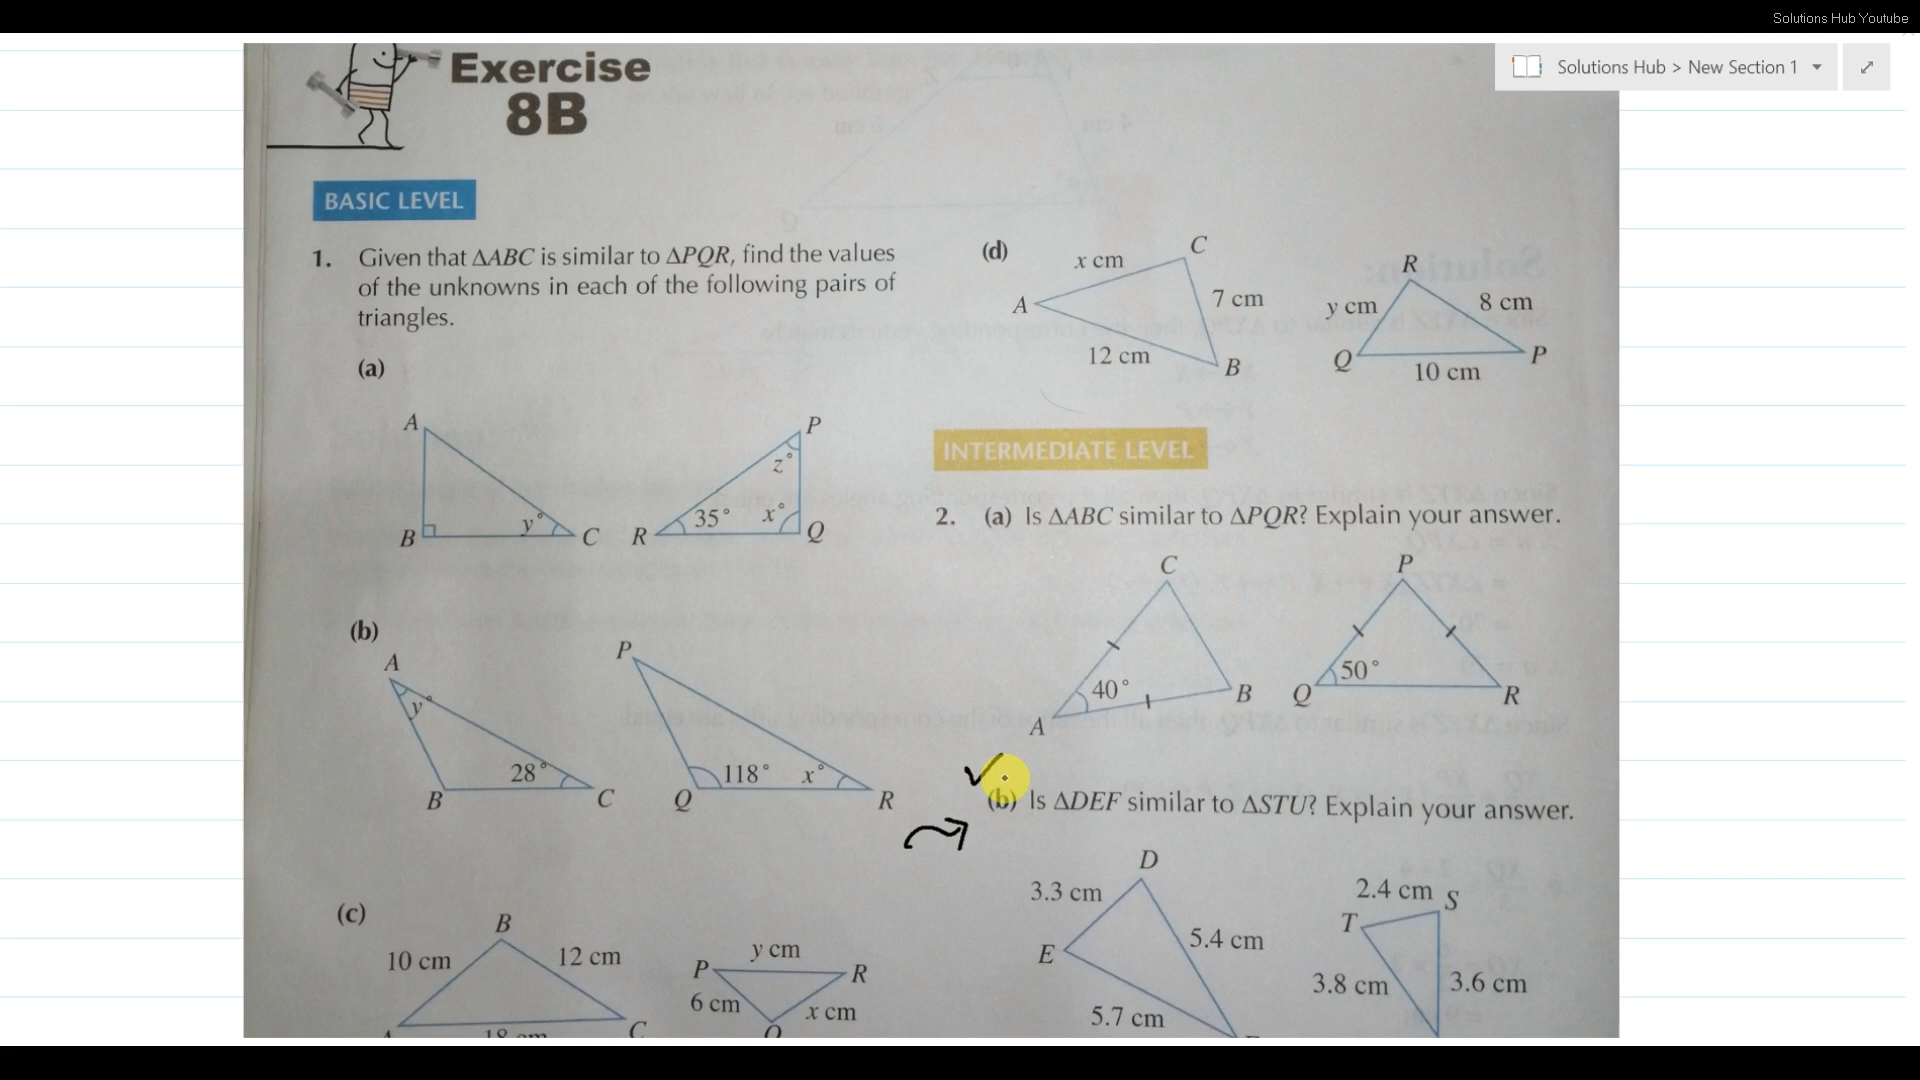 Solutions Hub Youtube
Solutions Hub > New Section 1
Exercise
8B
BASIC LEVEL
1. Given that ΔABC is similar to ΔPQR, find the values
of the unknowns in each of the following pairs of
triangles.
(a)
A
B
y°
C
P
z°
R
35°
x°
Q
(b)
A
y°
28°
B
C
P
118°
x°
Q
R
(c)
B
10 cm
12 cm
C
y cm
P
R
6 cm
x cm
Q
(d)
C
x cm
A
7 cm
12 cm
B
R
y cm
8 cm
Q
P
10 cm
INTERMEDIATE LEVEL
2. (a) Is ΔABC similar to ΔPQR? Explain your answer.
C
40°
B
A
P
50°
Q
R
(b) Is ΔDEF similar to ΔSTU? Explain your answer.
D
3.3 cm
E
5.4 cm
5.7 cm
2.4 cm
S
T
3.8 cm
3.6 cm